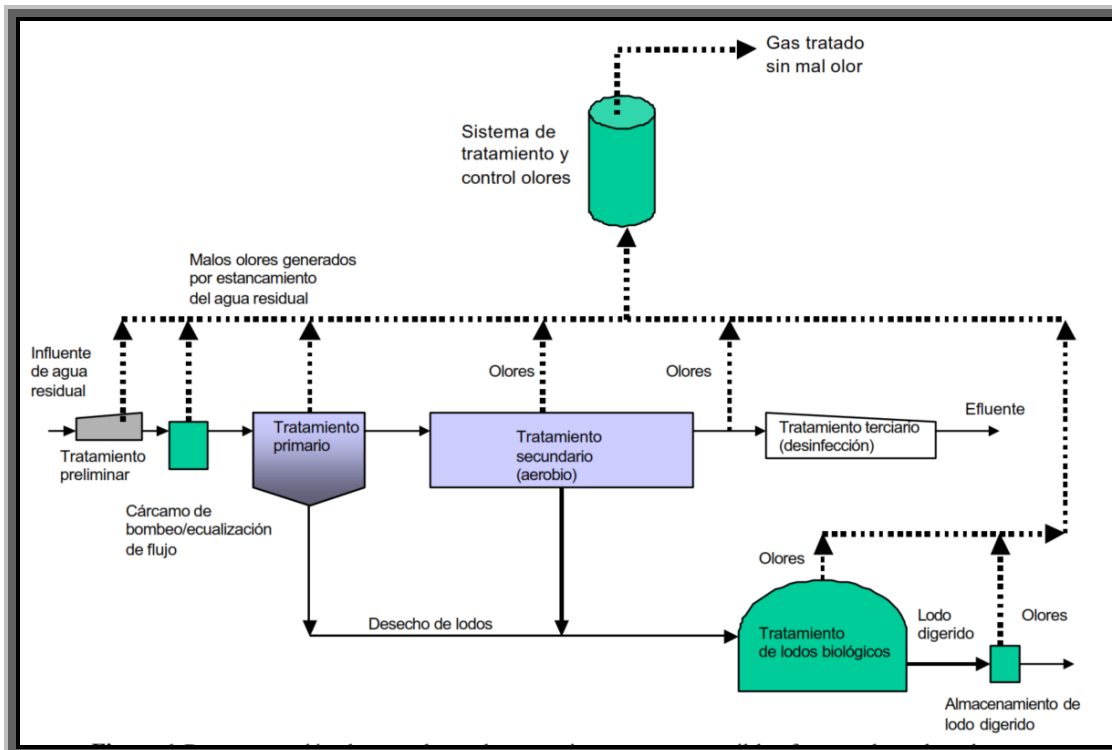 Gas tratado
sin mal olor
Sistema de
tratamiento y
control olores
Malos olores generados
por estancamiento
del agua residual
Influente
de agua
residual
Olores
Olores
Efluente
Tratamiento
preliminar
Tratamiento
primario
Tratamiento
secundario
(aerobio)
Tratamiento terciario
(desinfección)
Cárcamo de
bombeo/ecualización
de flujo
Olores
Desecho de lodos
Tratamiento
de lodos biológicos
Lodo
digerido
Olores
Almacenamiento de
lodo digerido